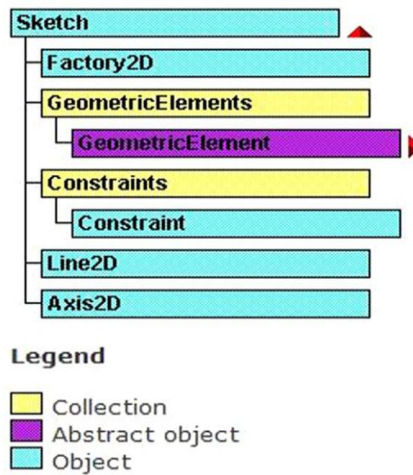 Sketch
Factory2D
GeometricElements
GeometricElement
Constraints
Constraint
Line2D
Axis2D
Legend
Collection
Abstract object
Object